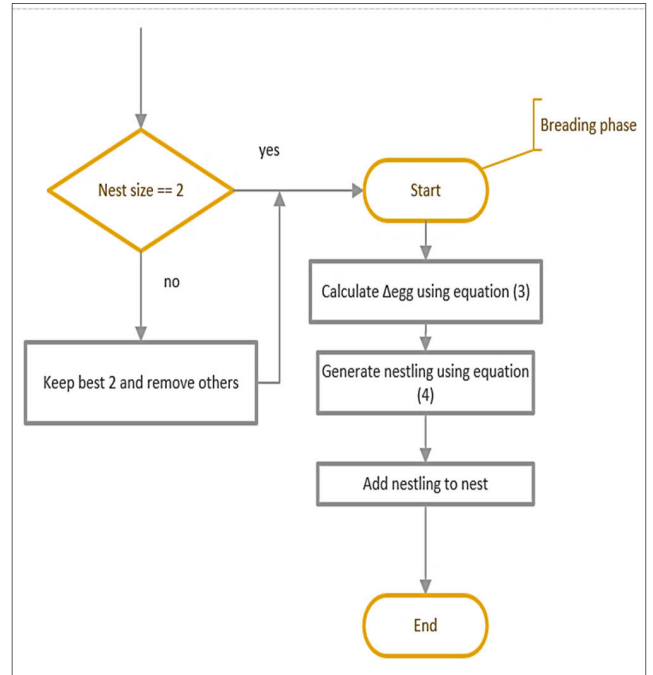 Breading phase
yes
Nest size == 2
Start
no
Calculate Δegg using equation (3)
Keep best 2 and remove others
Generate nestling using equation
(4)
Add nestling to nest
End